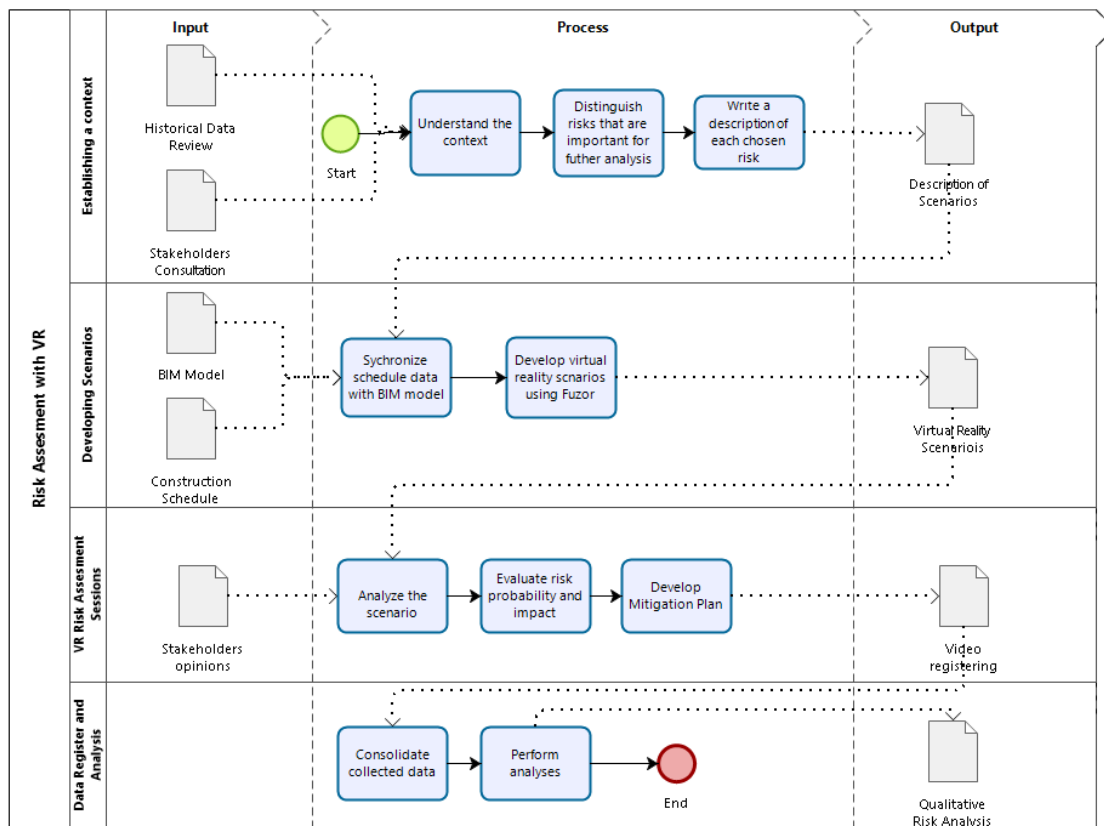 Input
Process
Output
Risk Assesment with VR
Establishing a context
Historical Data
Review
Stakeholders
Consultation
Start
Understand the
context
Distinguish
risks that are
important for
futher analysis
Write a
description of
each chosen
risk
Description of
Scenarios
Developing Scenarios
BIM Model
Construction
Schedule
Sychronize
schedule data
with BIM model
Develop virtual
reality scnarios
using Fuzor
Virtual Reality
Scenariois
VR Risk Assesment
Sessions
Stakeholders
opinions
Analyze the
scenario
Evaluate risk
probability and
impact
Develop
Mitigation Plan
Video
registering
Data Register and
Analysis
Consolidate
collected data
Perform
analyses
End
Qualitative
Risk Analysis